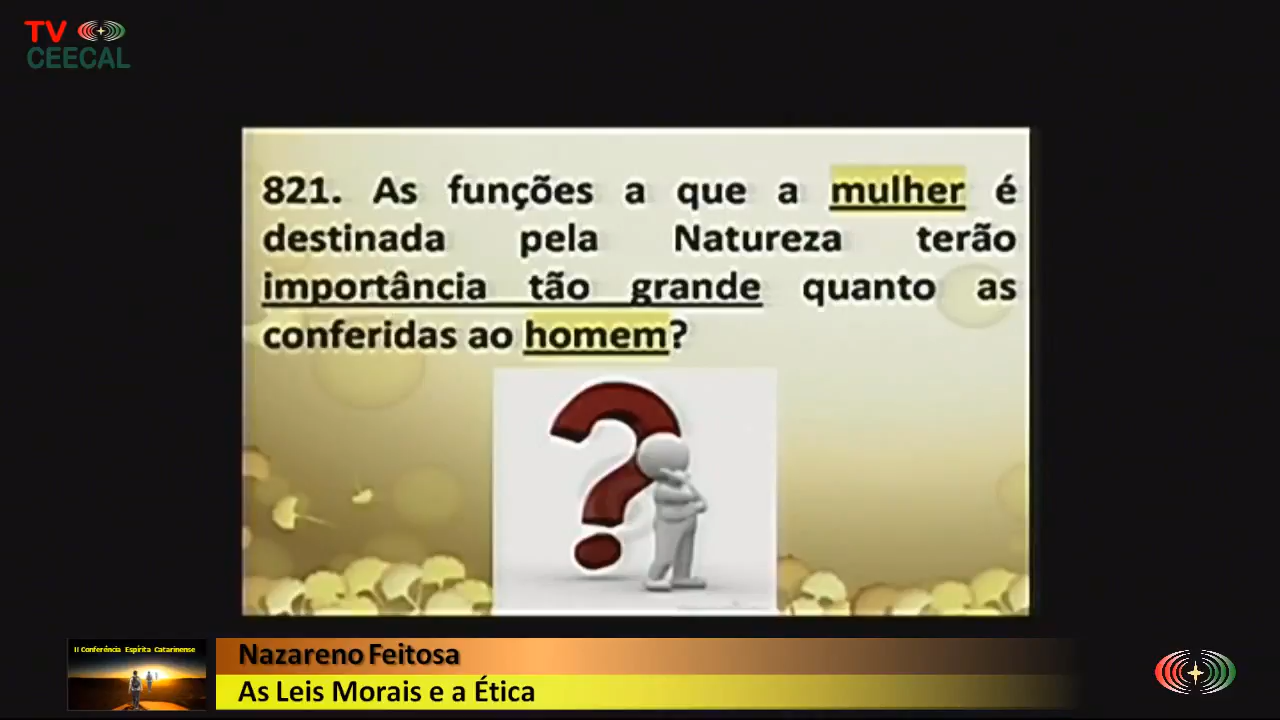 TV
CEECAL
821. As funções a que a mulher é
destinada pela Natureza terão
importância tão grande quanto as
conferidas ao homem?
II Conferência Espírita Catarinense
Nazareno Feitosa
As Leis Morais e a Ética